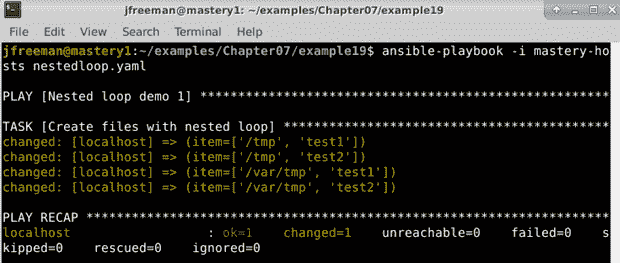 jfreeman@mastery1: ~/examples/Chapter07/example19
File Edit View Search Terminal Help
jfreeman@mastery1:~/examples/Chapter07/example19$ ansible-playbook -i mastery-ho
sts nestedloop.yaml
PLAY [Nested loop demo 1] ******************************************************
TASK [Create files with nested loop] *******************************************
changed: [localhost] => (item=['/tmp', 'test1'])
changed: [localhost] => (item=['/tmp', 'test2'])
changed: [localhost] => (item=['/var/tmp', 'test1'])
changed: [localhost] => (item=['/var/tmp', 'test2'])
PLAY RECAP *********************************************************************
localhost : ok=1 changed=1 unreachable=0 failed=0 s
kipped=0 rescued=0 ignored=0